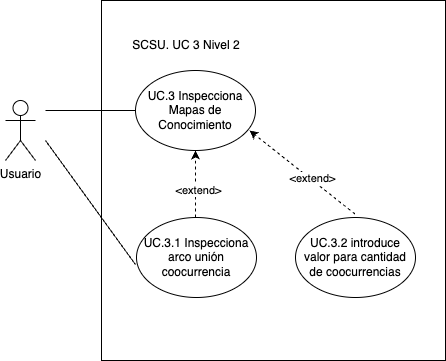 SCSU. UC 3 Nivel 2
UC.3 Inspecciona
Mapas de
Conocimiento
Usuario
<extend>
<extend>
UC.3.1 Inspecciona
arco unión
coocurrencia
UC.3.2 introduce
valor para cantidad
de coocurrencias